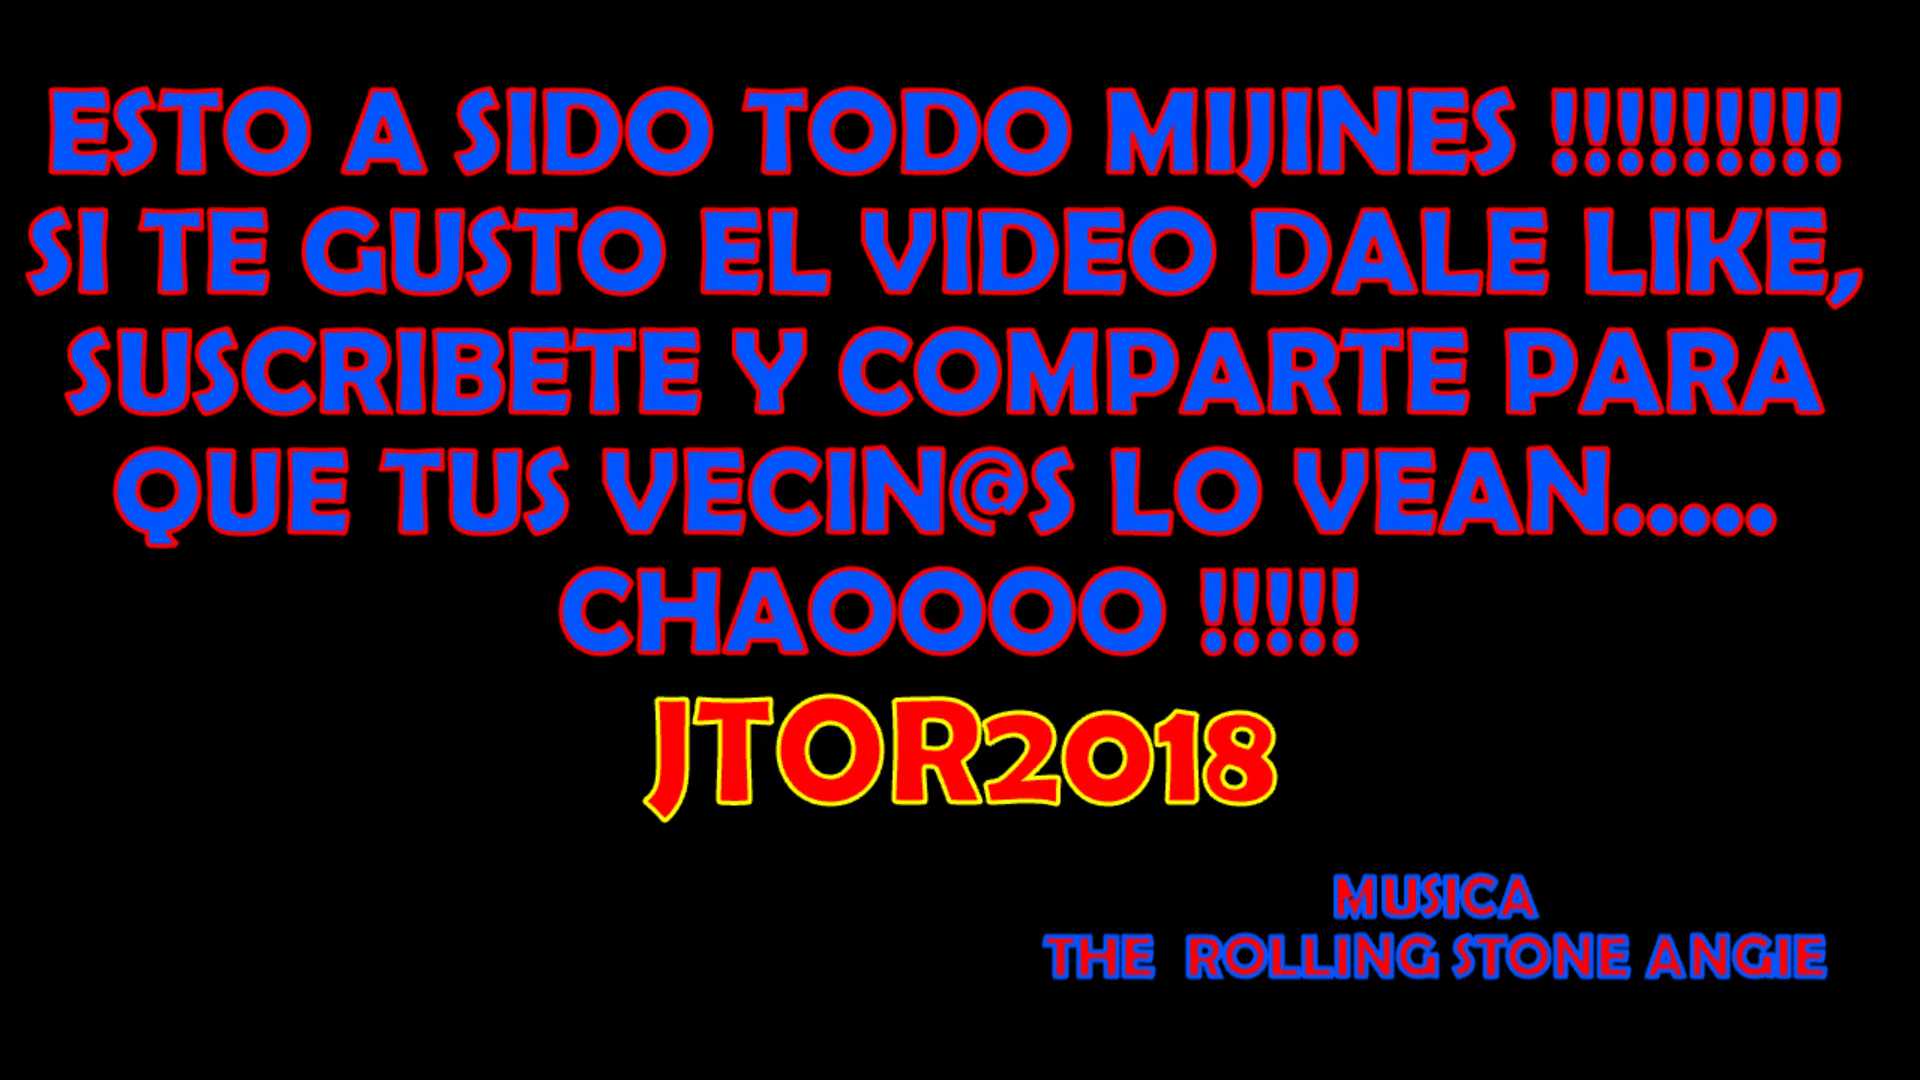 ESTO A SIDO TODO MIJINES !!!!!!!!!
SI TE GUSTO EL VIDEO DALE LIKE,
SUSCRIBETE Y COMPARTE PARA
QUE TUS VECIN@S LO VEAN.....
CHAOOOO !!!!!
JTOR2018
MUSICA
THE ROLLING STONE ANGIE